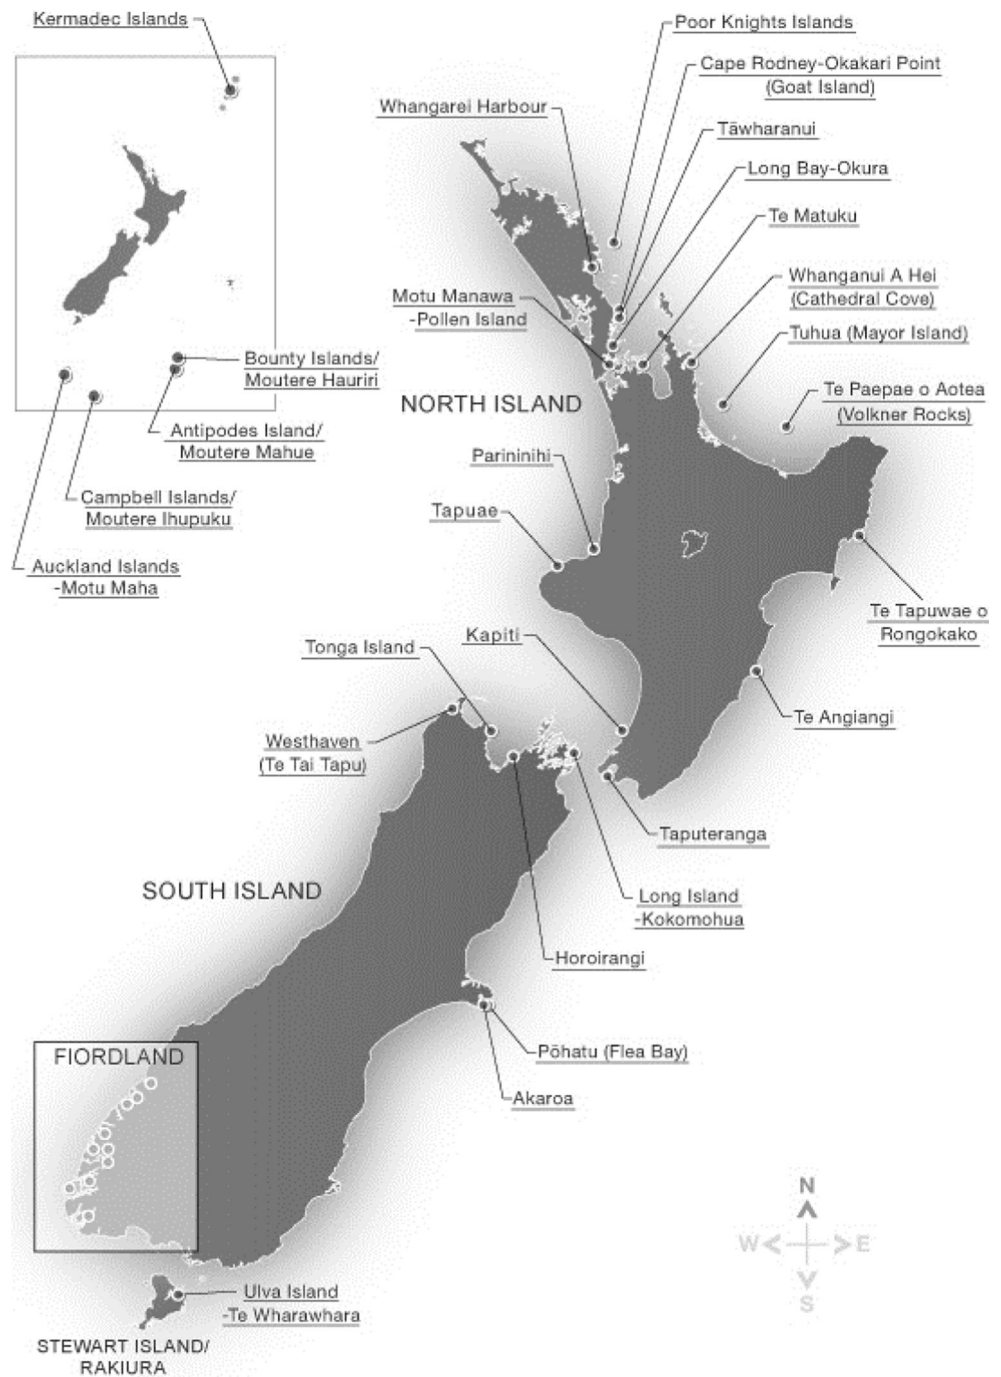 Kermadec Islands
Poor Knights Islands
Cape Rodney-Okakari Point
(Goat Island)
Whangarei Harbour
Tāwharanui
Long Bay-Okura
Te Matuku
Whanganui A Hei
(Cathedral Cove)
Motu Manawa
-Pollen Island
Tuhua (Mayor Island)
Bounty Islands/
Moutere Hauriri
Te Paepae o Aotea
(Volkner Rocks)
NORTH ISLAND
Antipodes Island/
Moutere Mahue
Parininihi
Campbell Islands/
Moutere Ihupuku
Tapuae
Auckland Islands
-Motu Maha
Te Tapuwae o
Rongokako
Kapiti
Tonga Island
Te Angiangi
Westhaven
(Te Tai Tapu)
Taputeranga
SOUTH ISLAND
Long Island
-Kokomohua
Horoirangi
FIORDLAND
Pōhatu (Flea Bay)
Akaroa
N
W E
S
Ulva Island
-Te Wharawhara
STEWART ISLAND/
RAKIURA